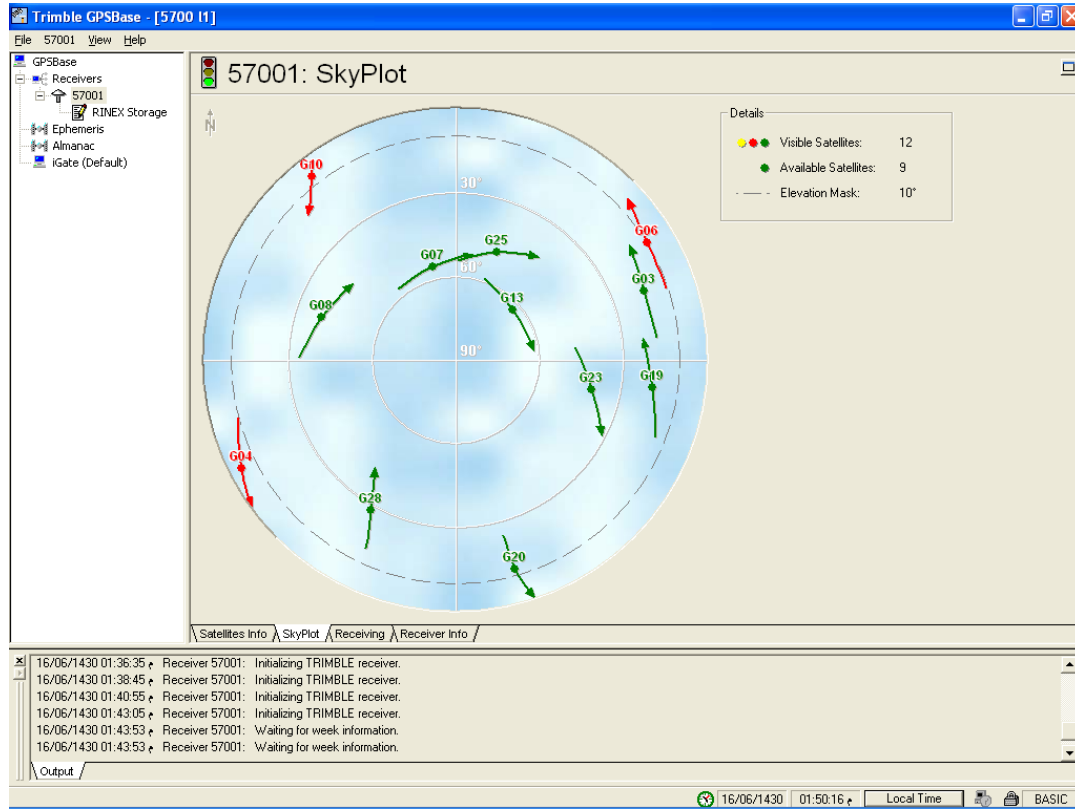 Trimble GPSBase - [5700 l1]
File 57001 View Help
GPSBase
Receivers
57001
RINEX Storage
Ephemeris
Almanac
iGate (Default)
57001: SkyPlot
N
Details
Visible Satellites: 12
Available Satellites: 9
Elevation Mask: 10°
G10
30°
G06
G25
G07
60°
G03
G13
G08
90°
G23
G19
G04
G28
G20
Satellites Info SkyPlot Receiving Receiver Info
16/06/1430 01:36:35 م Receiver 57001: Initializing TRIMBLE receiver.
16/06/1430 01:38:45 م Receiver 57001: Initializing TRIMBLE receiver.
16/06/1430 01:40:55 م Receiver 57001: Initializing TRIMBLE receiver.
16/06/1430 01:43:05 م Receiver 57001: Initializing TRIMBLE receiver.
16/06/1430 01:43:53 م Receiver 57001: Waiting for week information.
16/06/1430 01:43:53 م Receiver 57001: Waiting for week information.
Output
16/06/1430 01:50:16 م Local Time BASIC